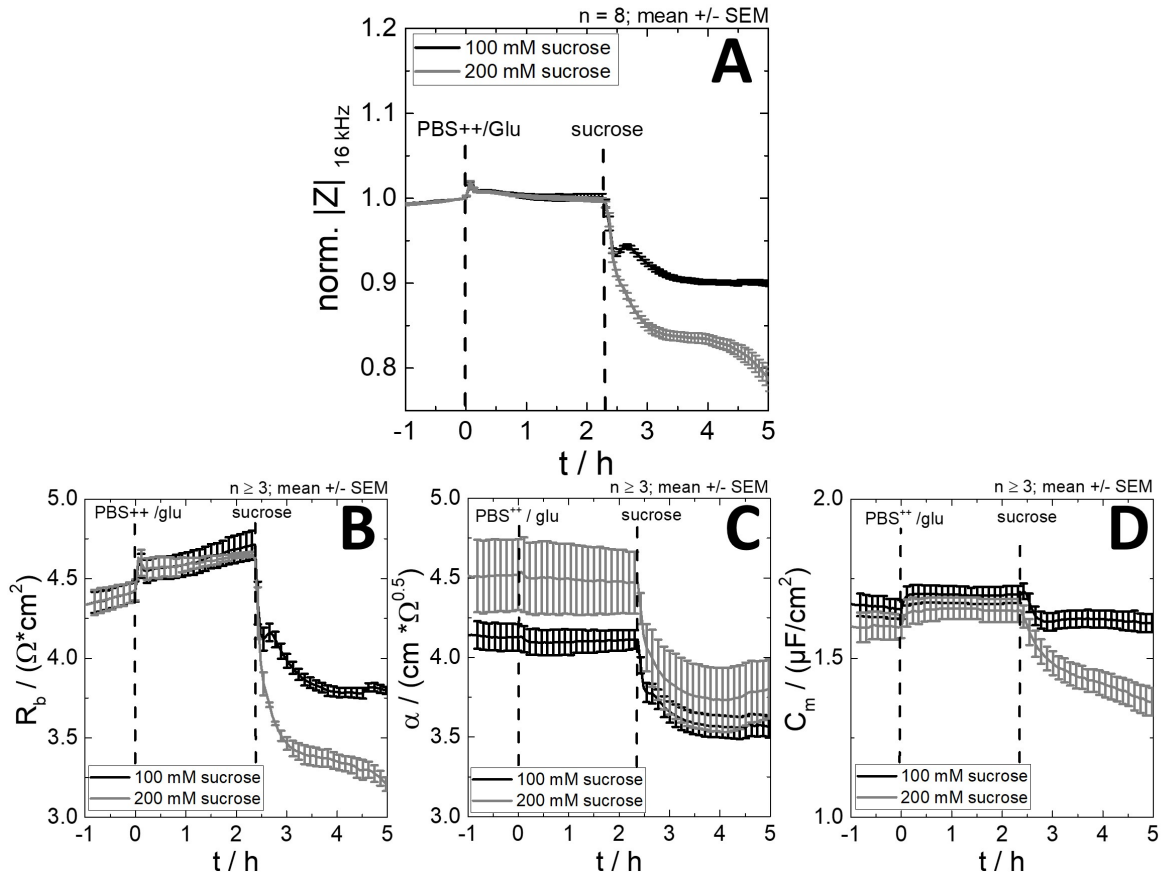 n = 8; mean +/- SEM
1.2
100 mM sucrose
200 mM sucrose
A
1.1
PBS++/Glu
sucrose
norm. |Z| 16 kHz
1.0
0.9
0.8
-1 0 1 2 3 4 5
t / h
n ≥ 3; mean +/- SEM
5.0
PBS++ /glu
sucrose
B
4.5
R_b / (Ω*cm²)
4.0
3.5
100 mM sucrose
200 mM sucrose
3.0
-1 0 1 2 3 4 5
t / h
n ≥ 3; mean +/- SEM
5.0
PBS⁺⁺ / glu
sucrose
C
4.5
α / (cm *Ω^0.5)
4.0
3.5
100 mM sucrose
200 mM sucrose
3.0
-1 0 1 2 3 4 5
t / h
n ≥ 3; mean +/- SEM
2.0
PBS⁺⁺ /glu
sucrose
D
C_m / (µF/cm²)
1.5
100 mM sucrose
200 mM sucrose
1.0
-1 0 1 2 3 4 5
t / h